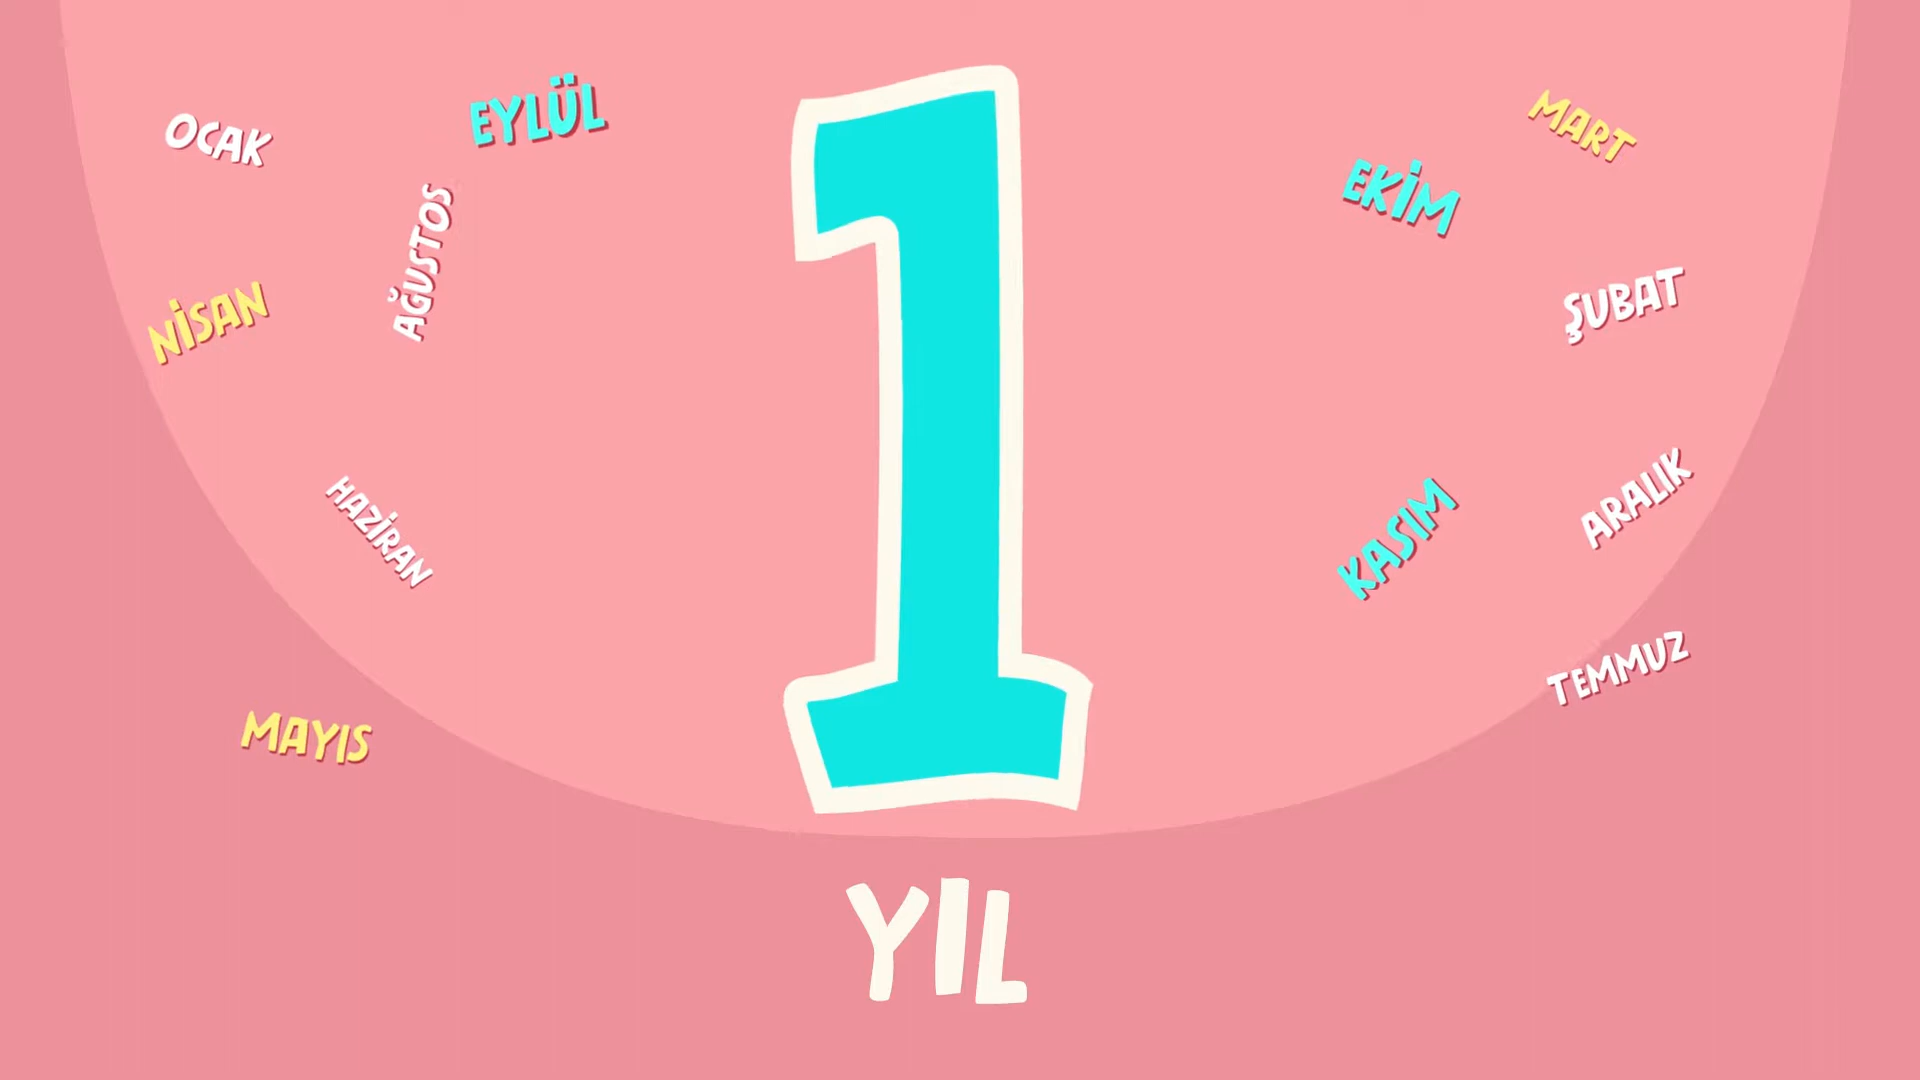 OCAK
EYLÜL
MART
EKİM
AĞUSTOS
NİSAN
ŞUBAT
1
HAZİRAN
KASIM
ARALIK
TEMMUZ
MAYIS
YIL